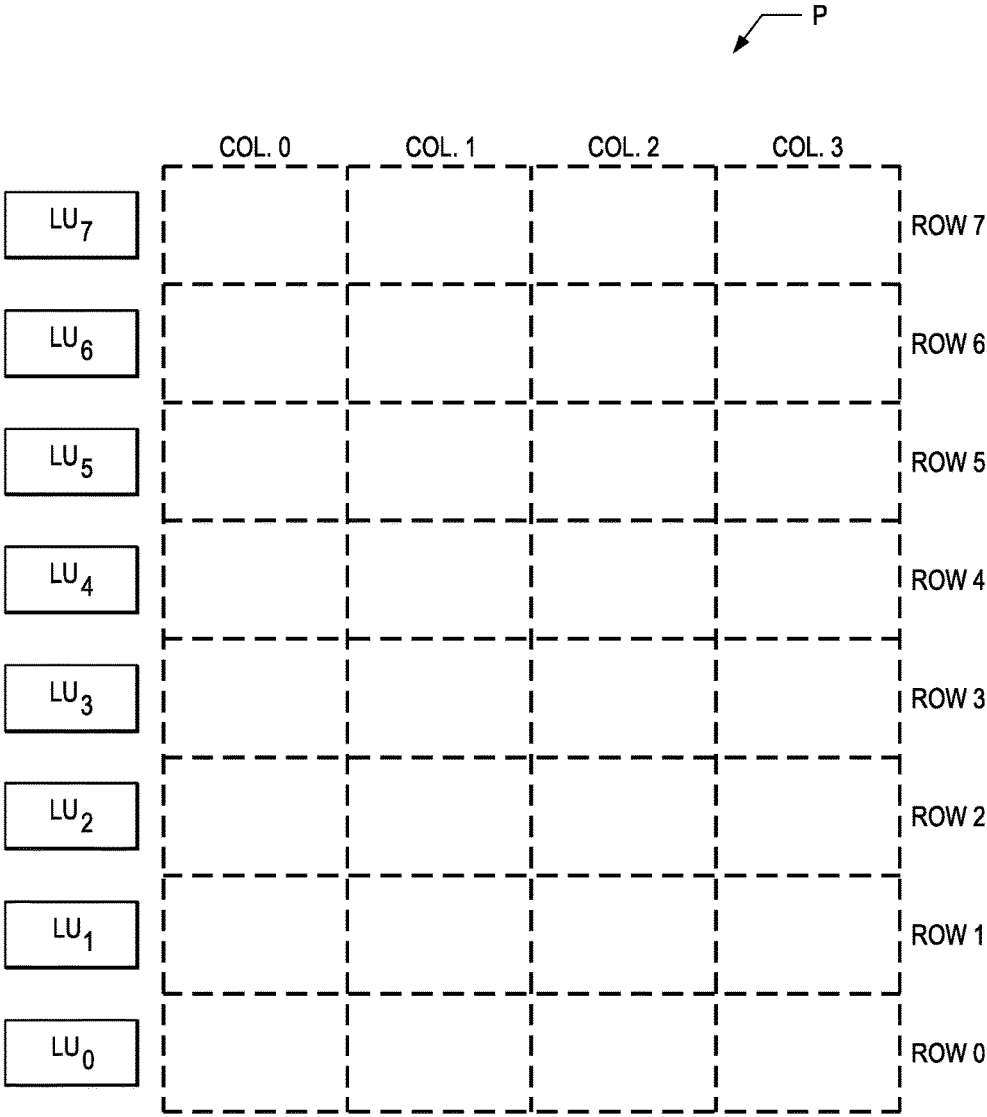 P
COL. 0 COL. 1 COL. 2 COL. 3
LU7 ROW 7
LU6 ROW 6
LU5 ROW 5
LU4 ROW 4
LU3 ROW 3
LU2 ROW 2
LU1 ROW 1
LU0 ROW 0